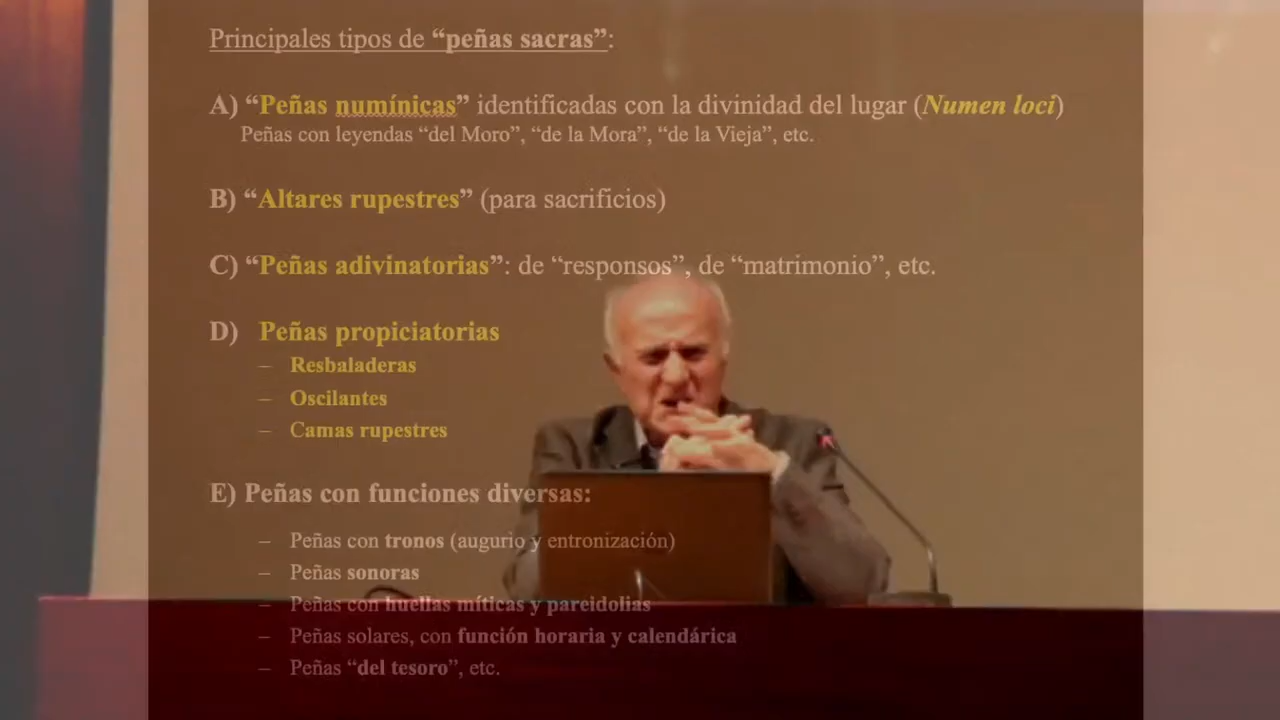 Principales tipos de “peñas sacras”:
A) “Peñas numínicas” identificadas con la divinidad del lugar (Numen loci)
Peñas con leyendas “del Moro”, “de la Mora”, “de la Vieja”, etc.
B) “Altares rupestres” (para sacrificios)
C) “Peñas adivinatorias”: de “responsos”, de “matrimonio”, etc.
D) Peñas propiciatorias
– Resbaladeras
– Oscilantes
– Camas rupestres
E) Peñas con funciones diversas:
– Peñas con tronos (augurio y entronización)
– Peñas sonoras
– Peñas con huellas míticas y pareidolias
– Peñas solares, con función horaria y calendárica
– Peñas “del tesoro”, etc.